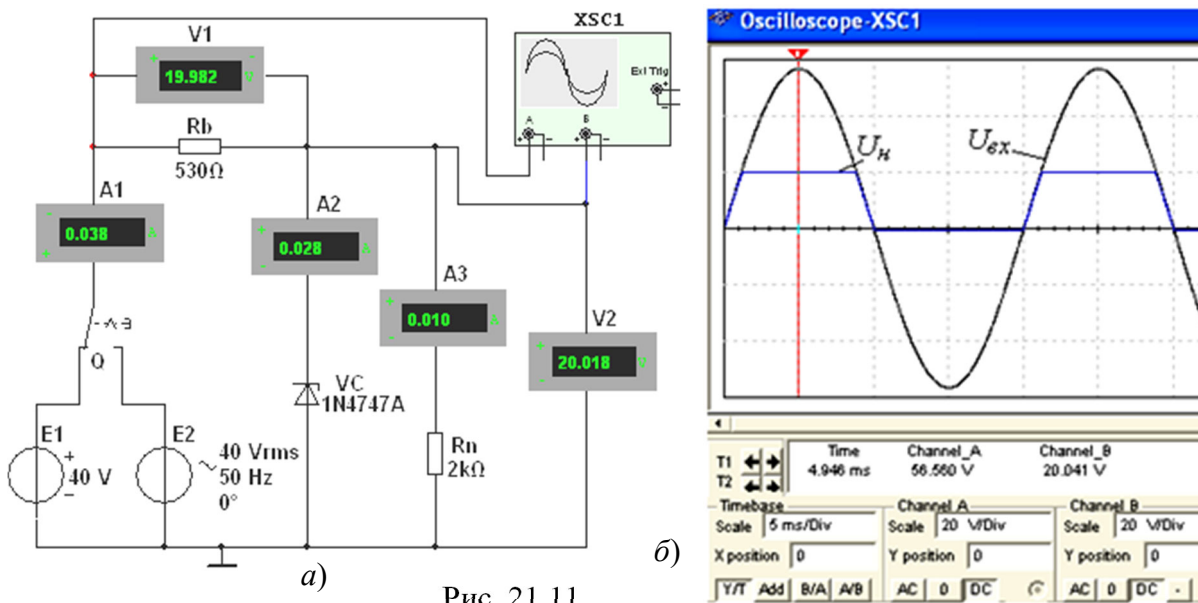 V1
19.982 V
Rb
530Ω
A1
0.038 A
A2
0.028 A
A3
0.010 A
V2
20.018 V
Q
VC
1N4747A
Rn
2kΩ
E1
40 V
E2
40 Vrms
50 Hz
0°
XSC1
Ext Trig
A
B
а)
б)
Рис. 21.11
Oscilloscope-XSC1
Uн
Uвх
T1
T2
Time
4.946 ms
Channel_A
56.560 V
Channel_B
20.041 V
Timebase
Scale 5 ms/Div
X position 0
Y/T Add B/A A/B
Channel A
Scale 20 V/Div
Y position 0
AC 0 DC
Channel B
Scale 20 V/Div
Y position 0
AC 0 DC -